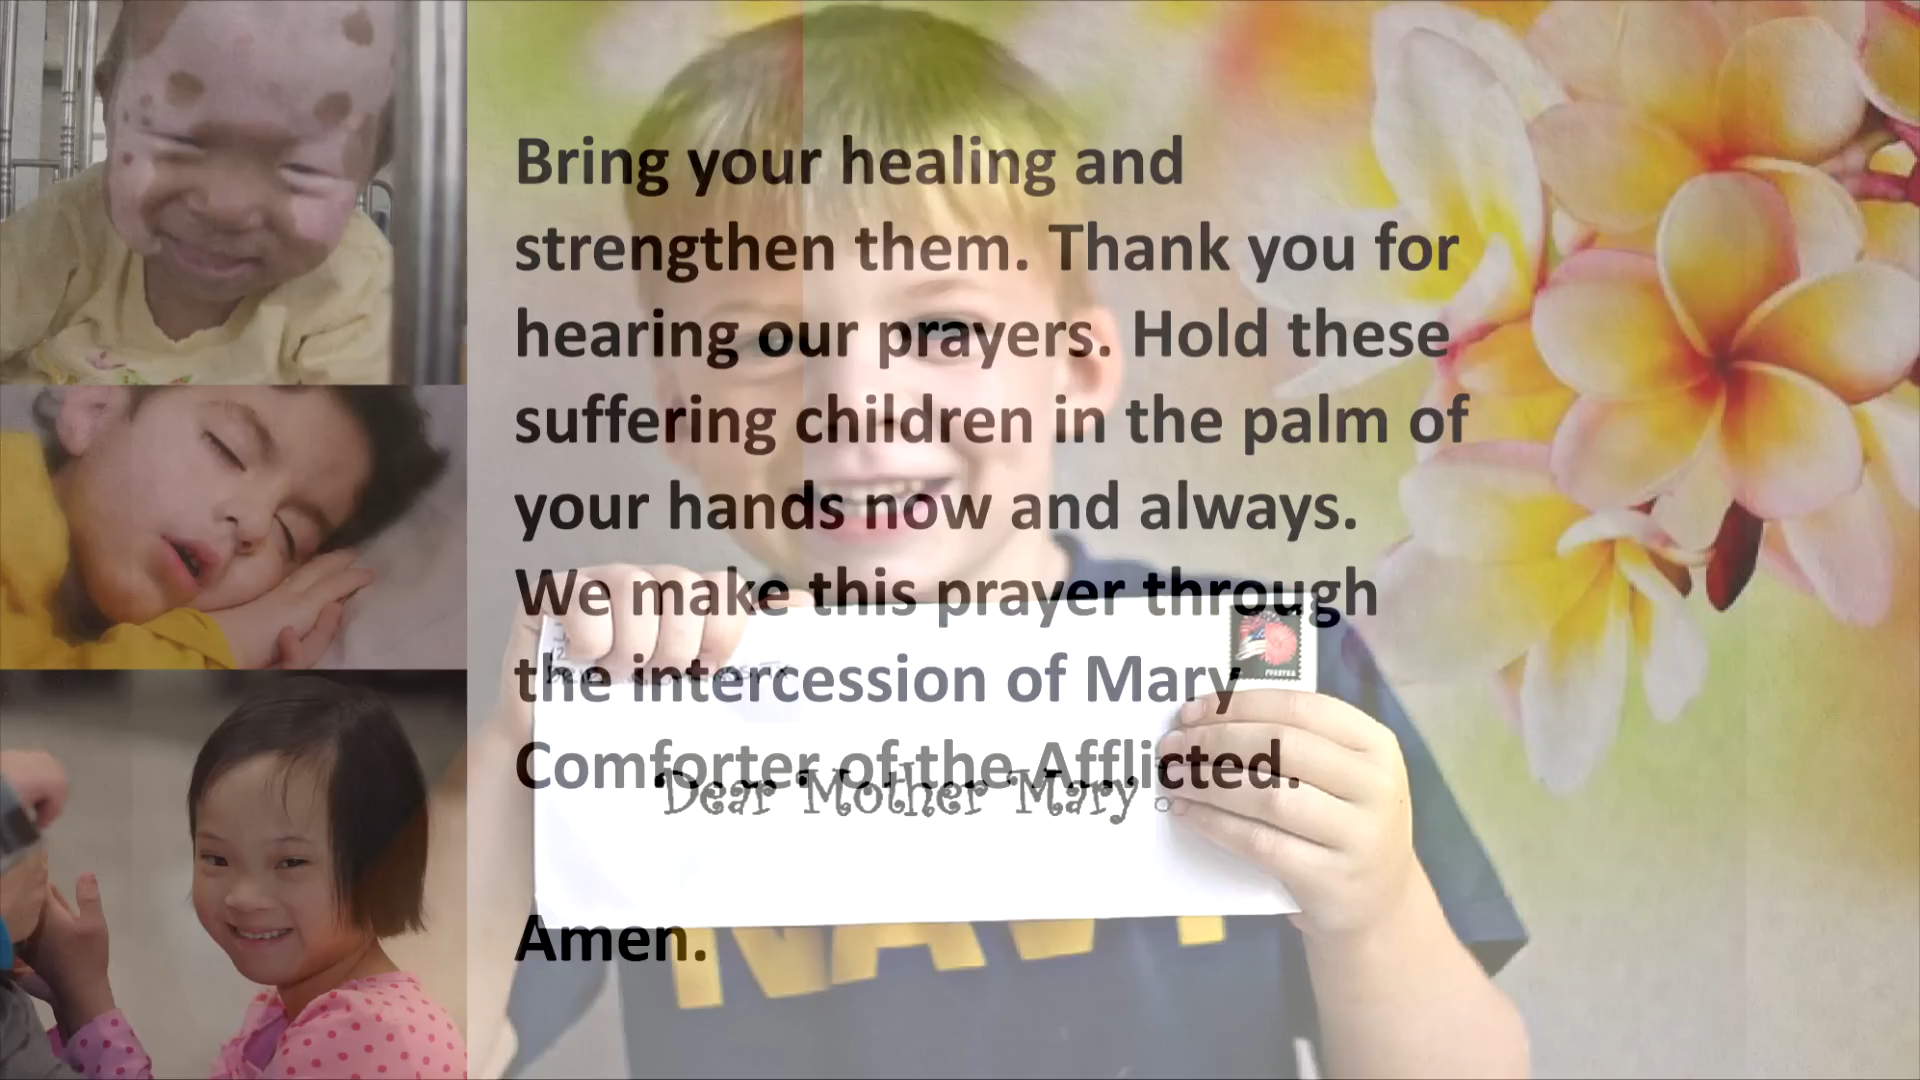 Bring your healing and
strengthen them. Thank you for
hearing our prayers. Hold these
suffering children in the palm of
your hands now and always.
We make this prayer through
the intercession of Mary
Comforter of the Afflicted.
Dear Mother Mary :
Amen.
NAVY
FOREVER